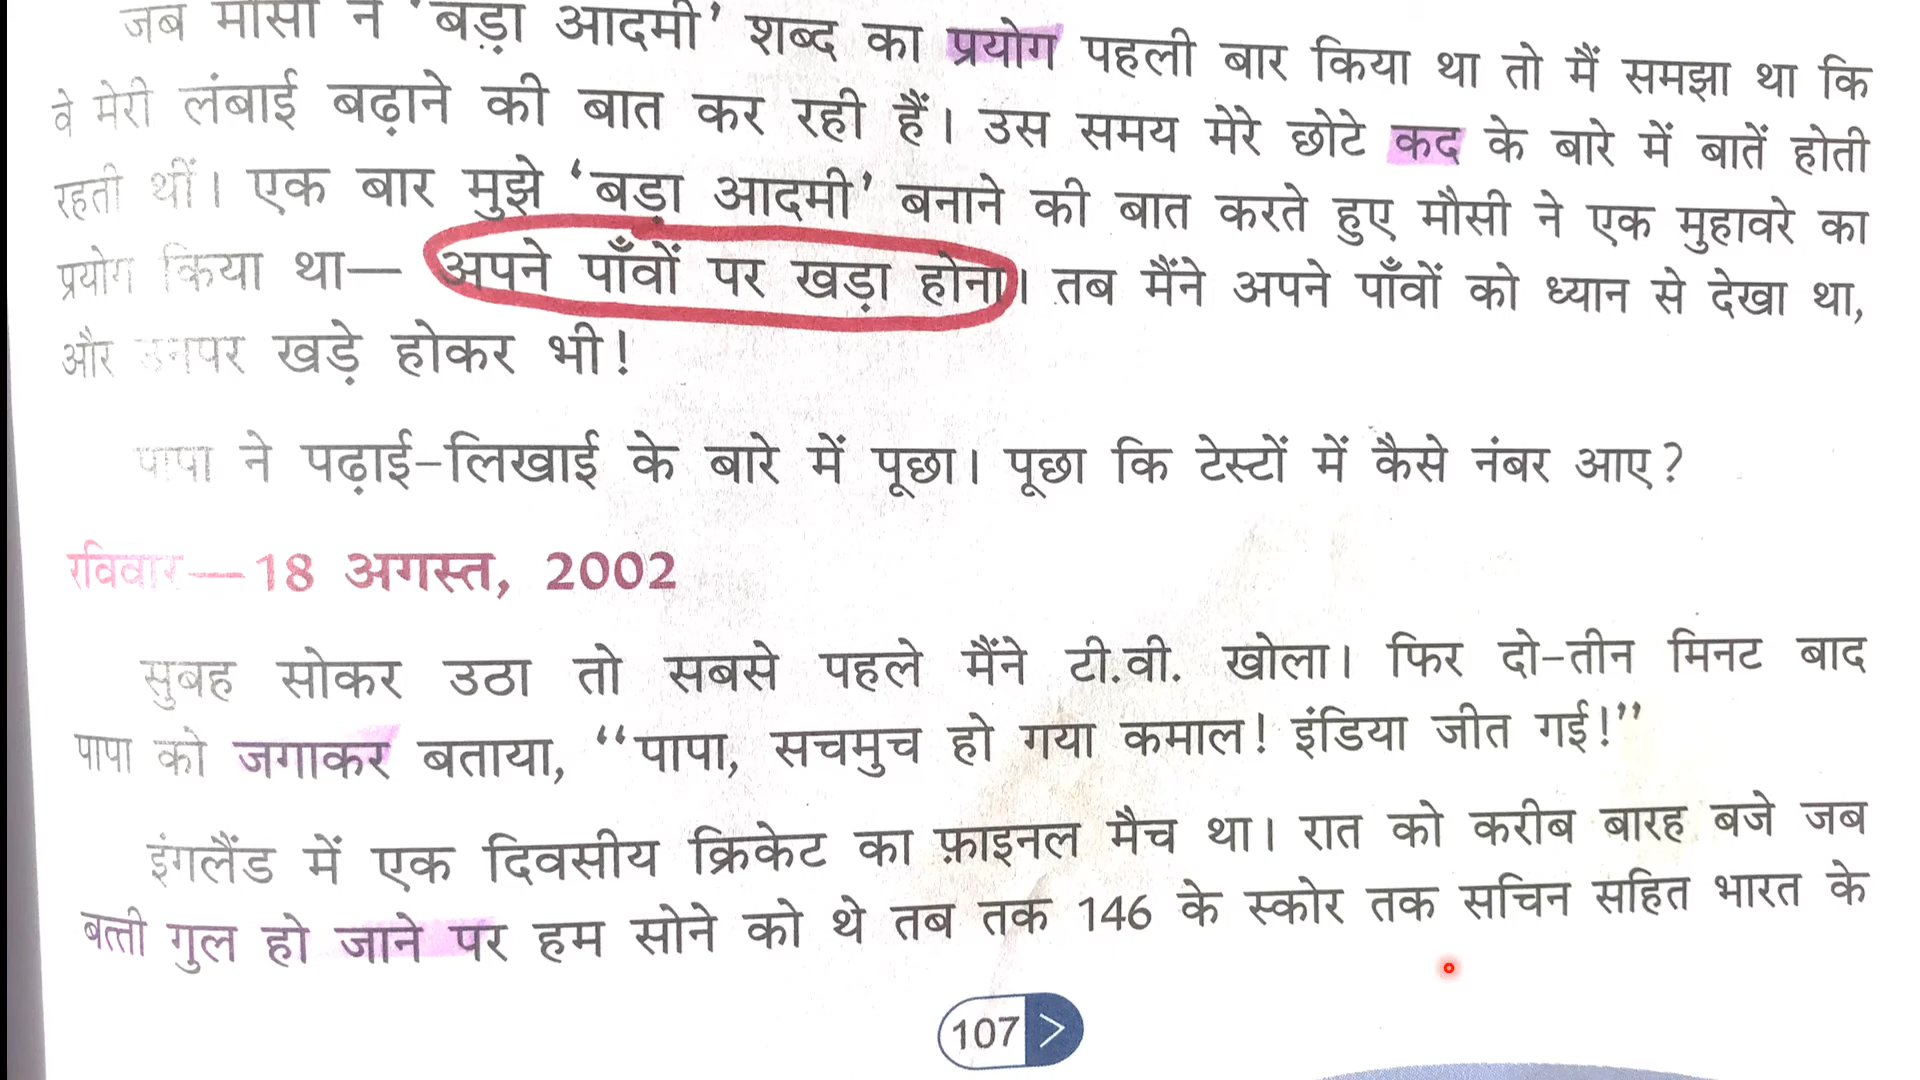 जब मौसी ने ‘बड़ा आदमी’ शब्द का प्रयोग पहली बार किया था तो मैं समझा था कि
वे मेरी लंबाई बढ़ाने की बात कर रही हैं। उस समय मेरे छोटे कद के बारे में बातें होती
रहती थीं। एक बार मुझे ‘बड़ा आदमी’ बनाने की बात करते हुए मौसी ने एक मुहावरे का
प्रयोग किया था— अपने पाँवों पर खड़ा होना। तब मैंने अपने पाँवों को ध्यान से देखा था,
और उनपर खड़े होकर भी!
पापा ने पढ़ाई-लिखाई के बारे में पूछा। पूछा कि टेस्टों में कैसे नंबर आए?
रविवार—18 अगस्त, 2002
सुबह सोकर उठा तो सबसे पहले मैंने टी.वी. खोला। फिर दो-तीन मिनट बाद
पापा को जगाकर बताया, “पापा, सचमुच हो गया कमाल! इंडिया जीत गई!”
इंगलैंड में एक दिवसीय क्रिकेट का फ़ाइनल मैच था। रात को करीब बारह बजे जब
बत्ती गुल हो जाने पर हम सोने को थे तब तक 146 के स्कोर तक सचिन सहित भारत के
107